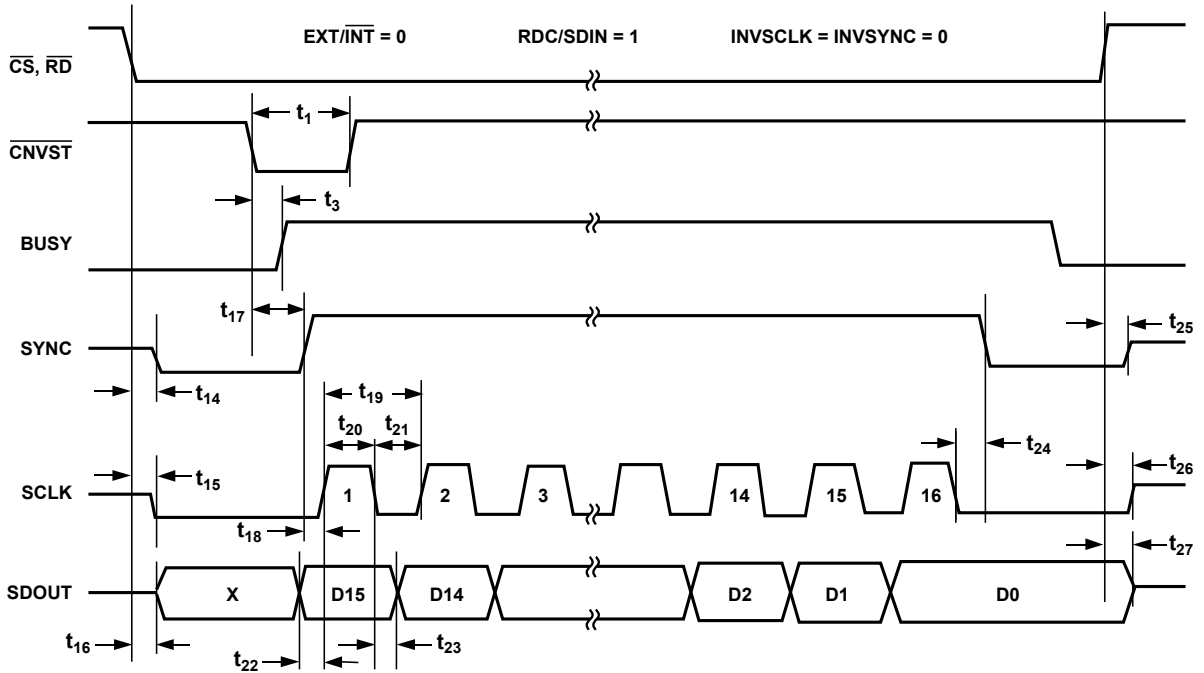 EXT/INT = 0 RDC/SDIN = 1 INVSCLK = INVSYNC = 0
CS, RD
t1
CNVST
t3
BUSY
t17
t25
SYNC
t14
t19
t20 t21
t24
t15
t26
SCLK
1 2 3 14 15 16
t18
t27
SDOUT
X D15 D14 D2 D1 D0
t16
t22
t23